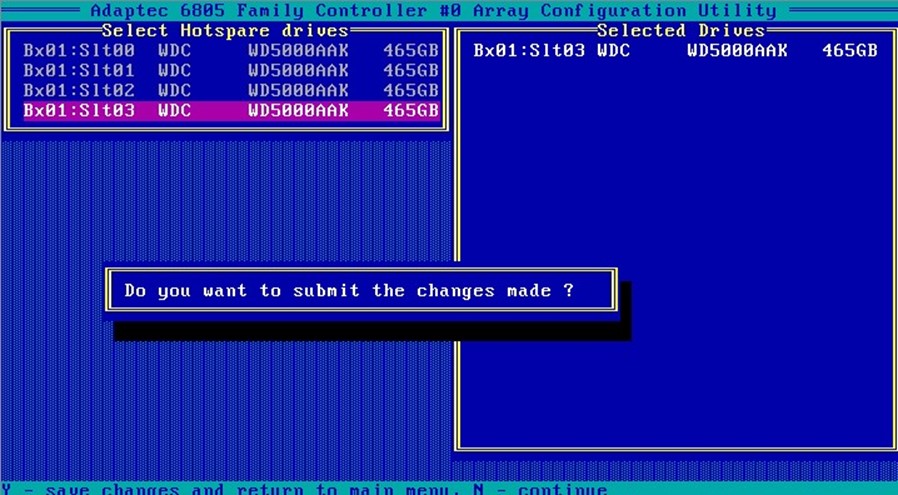 Adaptec 6805 Family Controller #0 Array Configuration Utility
Select Hotspare drives
Bx01:Slt00 WDC WD5000AAK 465GB
Bx01:Slt01 WDC WD5000AAK 465GB
Bx01:Slt02 WDC WD5000AAK 465GB
Bx01:Slt03 WDC WD5000AAK 465GB
Selected Drives
Bx01:Slt03 WDC WD5000AAK 465GB
Do you want to submit the changes made ?
Y - save changes and return to main menu, N - continue